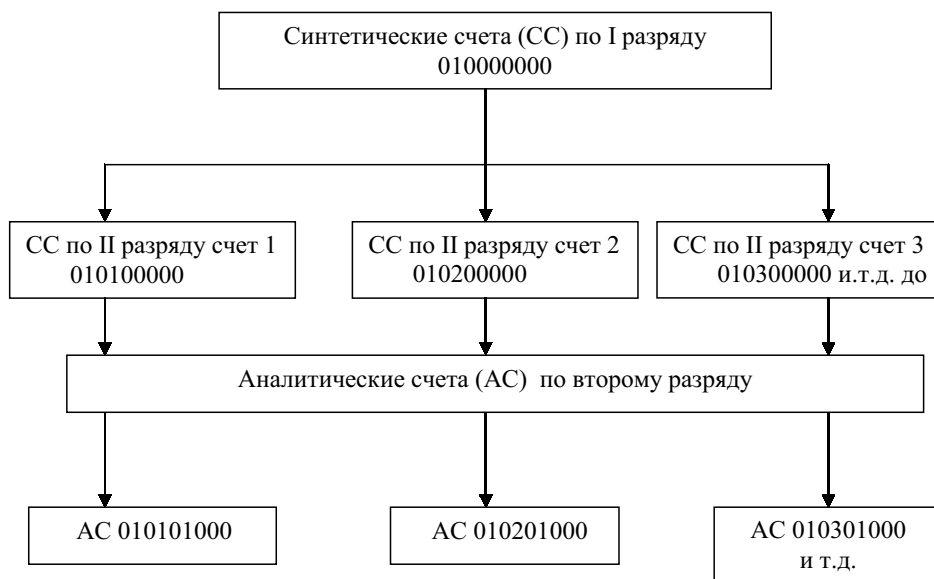 Синтетические счета (СС) по I разряду
010000000
СС по II разряду счет 1
010100000
СС по II разряду счет 2
010200000
СС по II разряду счет 3
010300000 и.т.д. до
Аналитические счета (АС) по второму разряду
АС 010101000
АС 010201000
АС 010301000
и т.д.